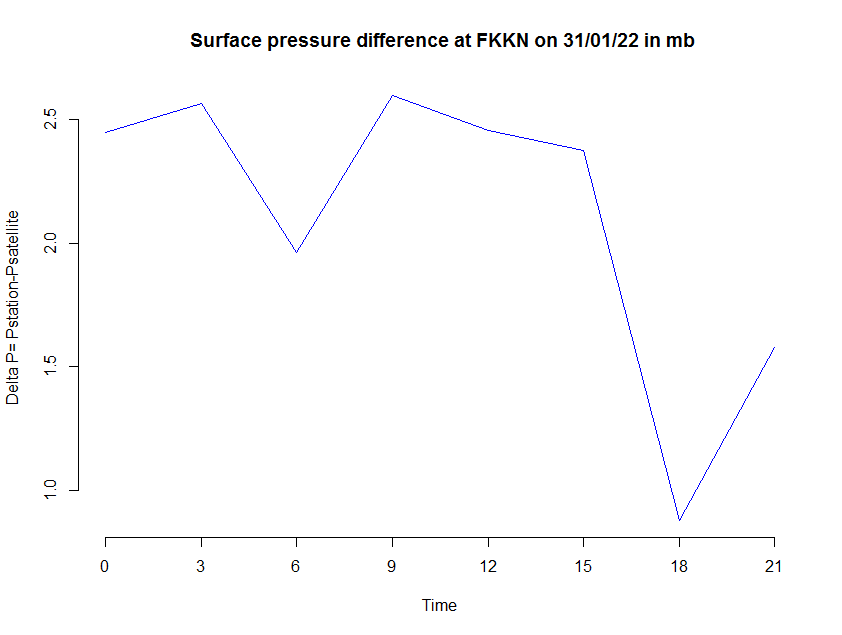 Surface pressure difference at FKKN on 31/01/22 in mb
Delta P= Pstation-Psatellite
2.5
2.0
1.5
1.0
0 3 6 9 12 15 18 21
Time